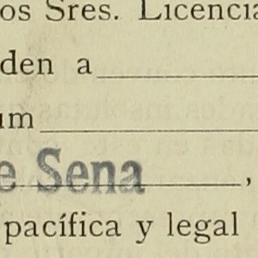 os Sres. Licencia
den a
um
e Sena,
pacífica y legal